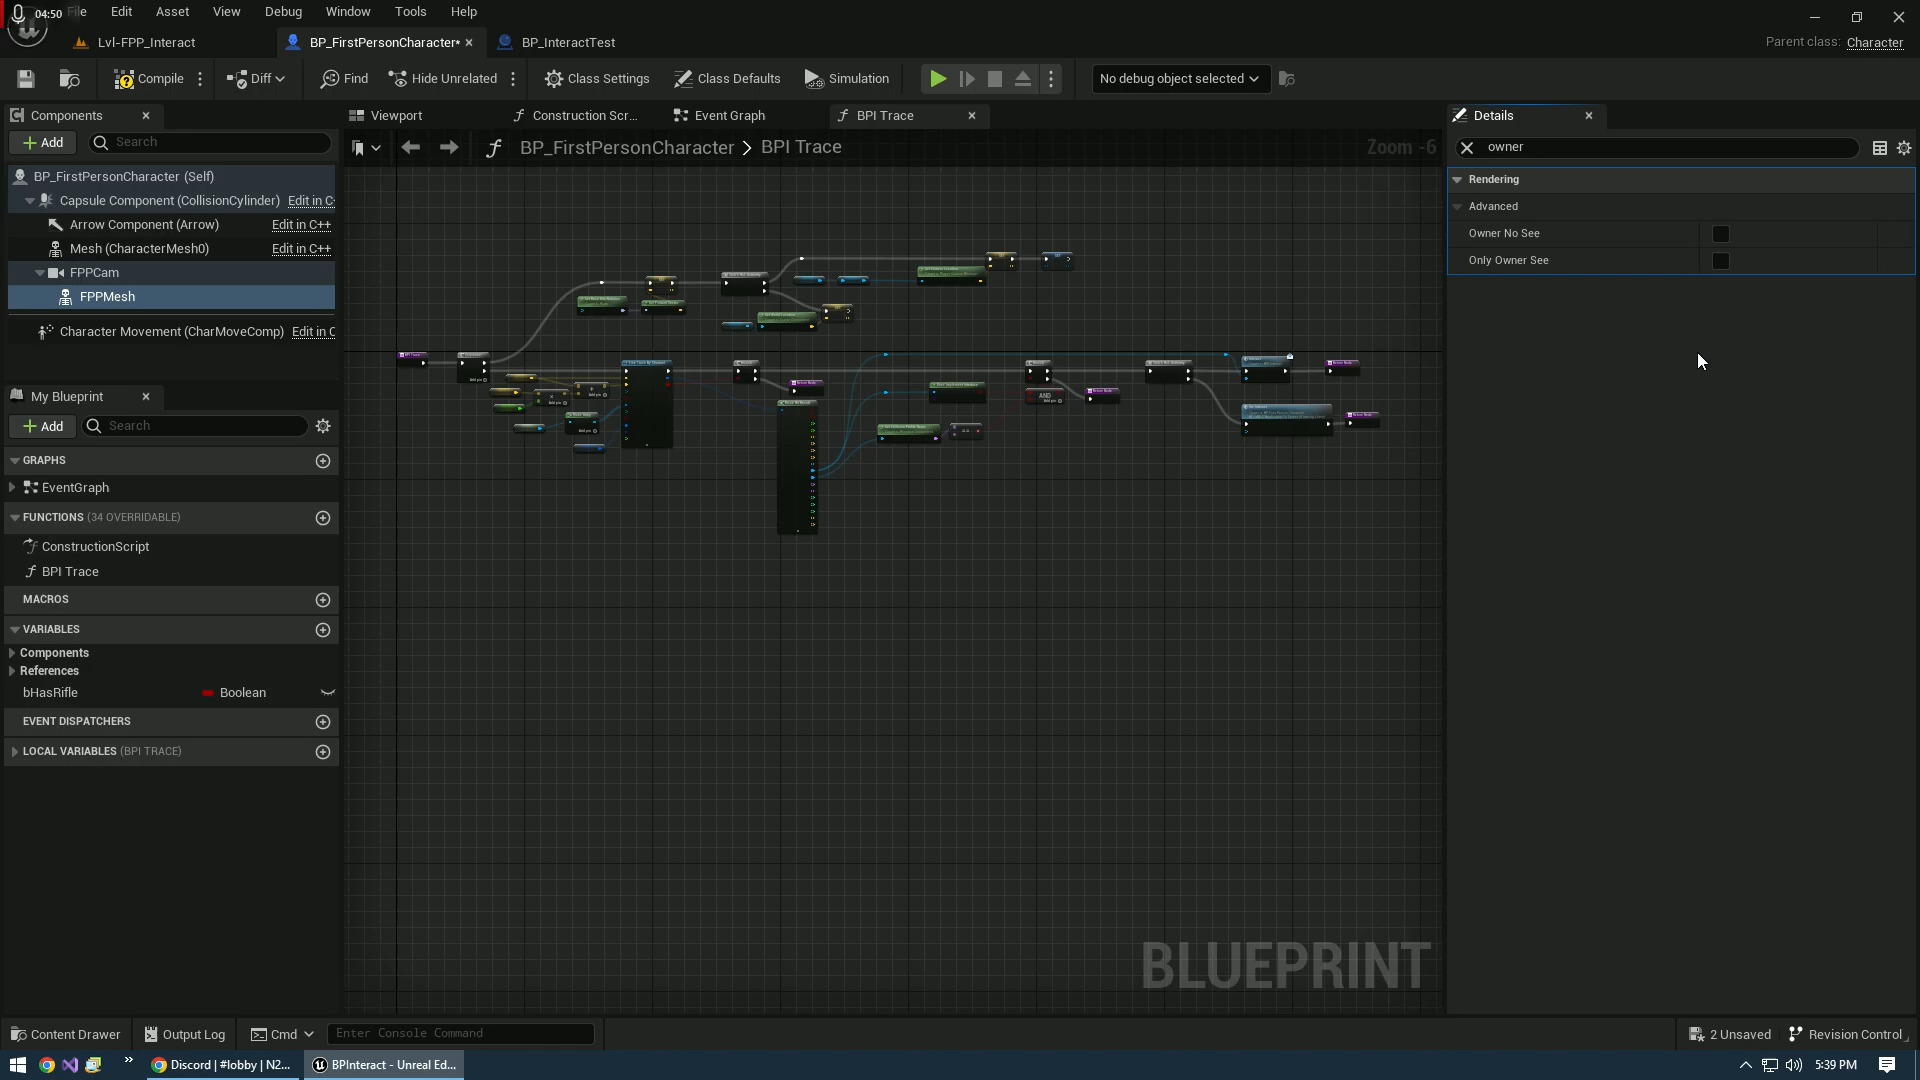 04:50
File Edit Asset View Debug Window Tools Help
Lvl-FPP_Interact
BP_FirstPersonCharacter*
BP_InteractTest
Parent class: Character
Compile
Diff
Find
Hide Unrelated
Class Settings
Class Defaults
Simulation
No debug object selected
Components
Add
Search
BP_FirstPersonCharacter (Self)
Capsule Component (CollisionCylinder) Edit in C
Arrow Component (Arrow) Edit in C++
Mesh (CharacterMesh0) Edit in C++
FPPCam
FPPMesh
Character Movement (CharMoveComp) Edit in C
My Blueprint
Add
Search
GRAPHS
EventGraph
FUNCTIONS (34 OVERRIDABLE)
ConstructionScript
BPI Trace
MACROS
VARIABLES
Components
References
bHasRifle Boolean
EVENT DISPATCHERS
LOCAL VARIABLES (BPI TRACE)
Viewport
Construction Scr...
Event Graph
BPI Trace
BP_FirstPersonCharacter > BPI Trace
Zoom -6
AND
BLUEPRINT
Details
owner
Rendering
Advanced
Owner No See
Only Owner See
Content Drawer
Output Log
Cmd
Enter Console Command
2 Unsaved
Revision Control
Discord | #lobby | N2...
BPInteract - Unreal Ed...
5:39 PM